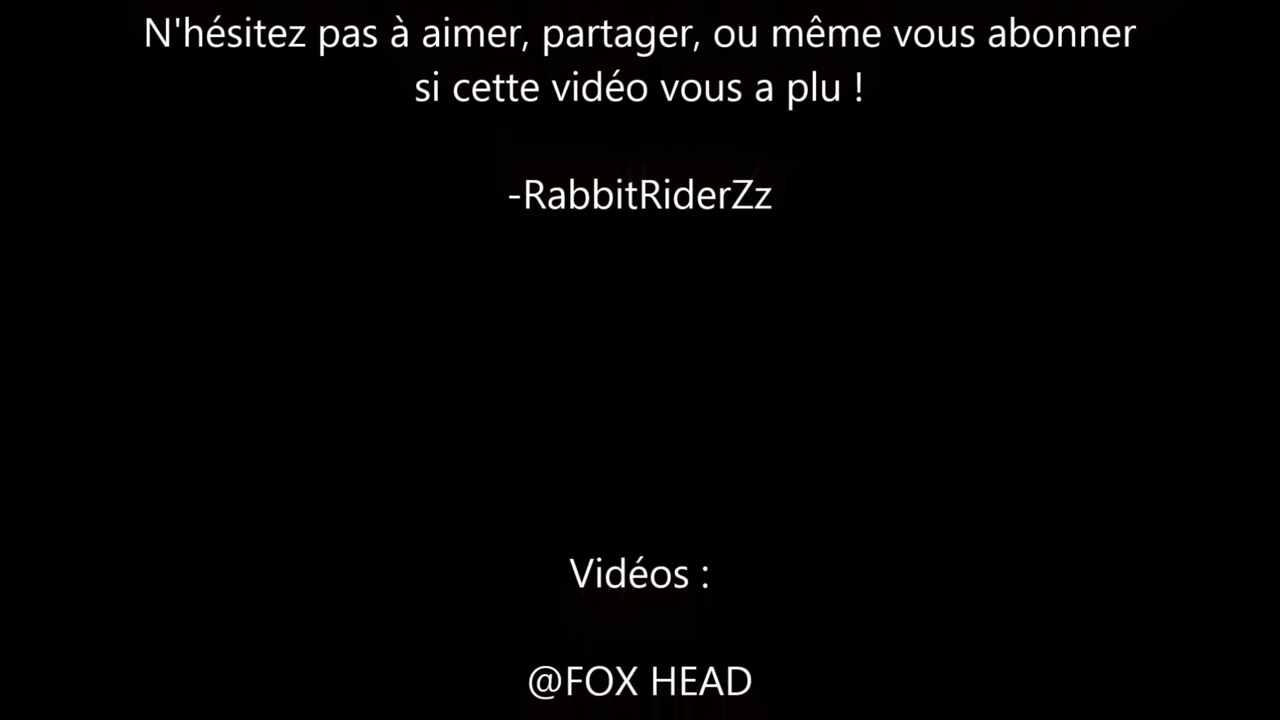 N'hésitez pas à aimer, partager, ou même vous abonner
si cette vidéo vous a plu !
-RabbitRiderZz
Vidéos :
@FOX HEAD